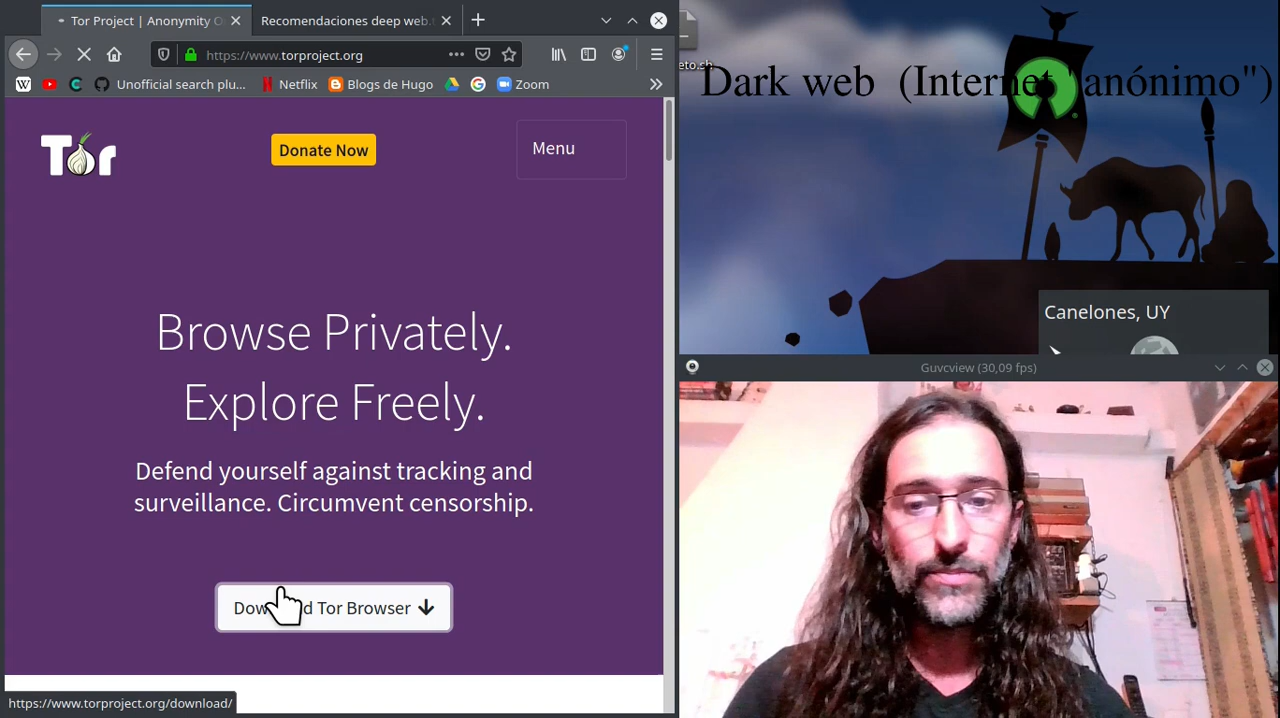 Tor Project | Anonymity O
Recomendaciones deep web.
https://www.torproject.org
Unofficial search plu...
Netflix
Blogs de Hugo
Zoom
Tor
Donate Now
Menu
Browse Privately.
Explore Freely.
Defend yourself against tracking and
surveillance. Circumvent censorship.
Tor Browser
https://www.torproject.org/download/
eto.sh
Dark web (Internet "anónimo")
Canelones, UY
Guvcview (30,09 fps)